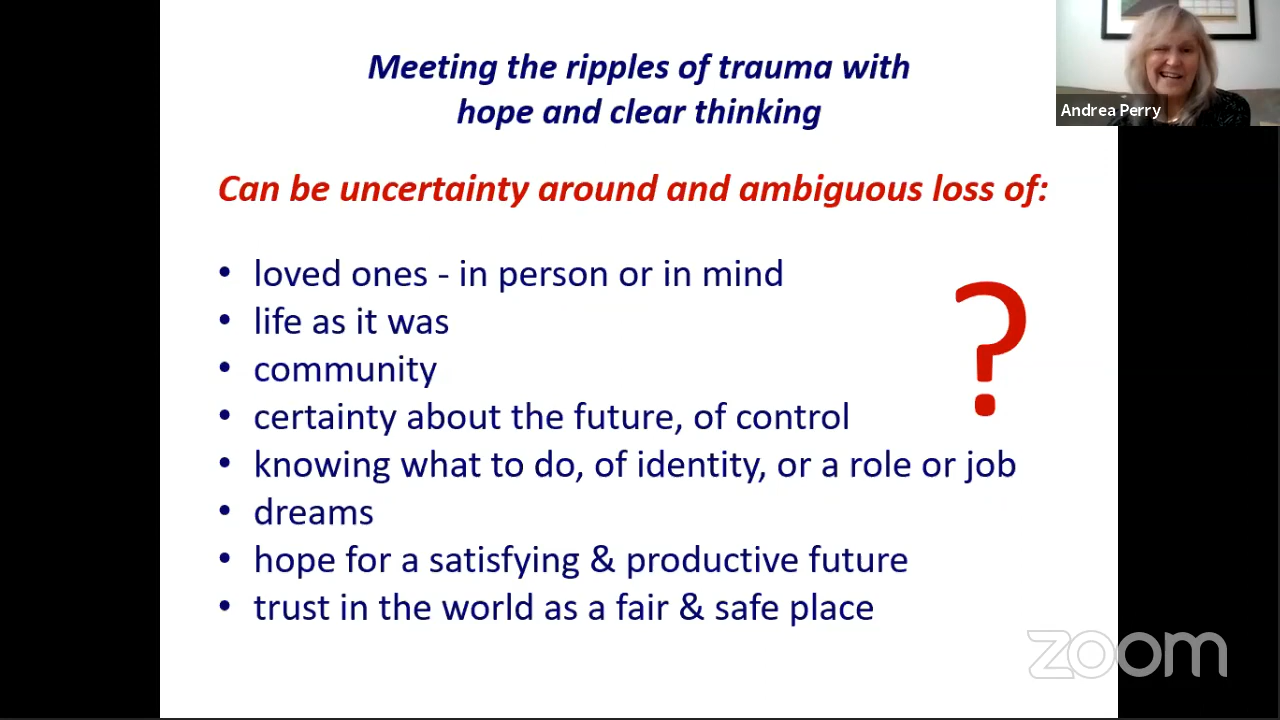 Meeting the ripples of trauma with
hope and clear thinking
Andrea Perry
Can be uncertainty around and ambiguous loss of:
• loved ones - in person or in mind
• life as it was
• community
• certainty about the future, of control
• knowing what to do, of identity, or a role or job
• dreams
• hope for a satisfying & productive future
• trust in the world as a fair & safe place
?
zoom